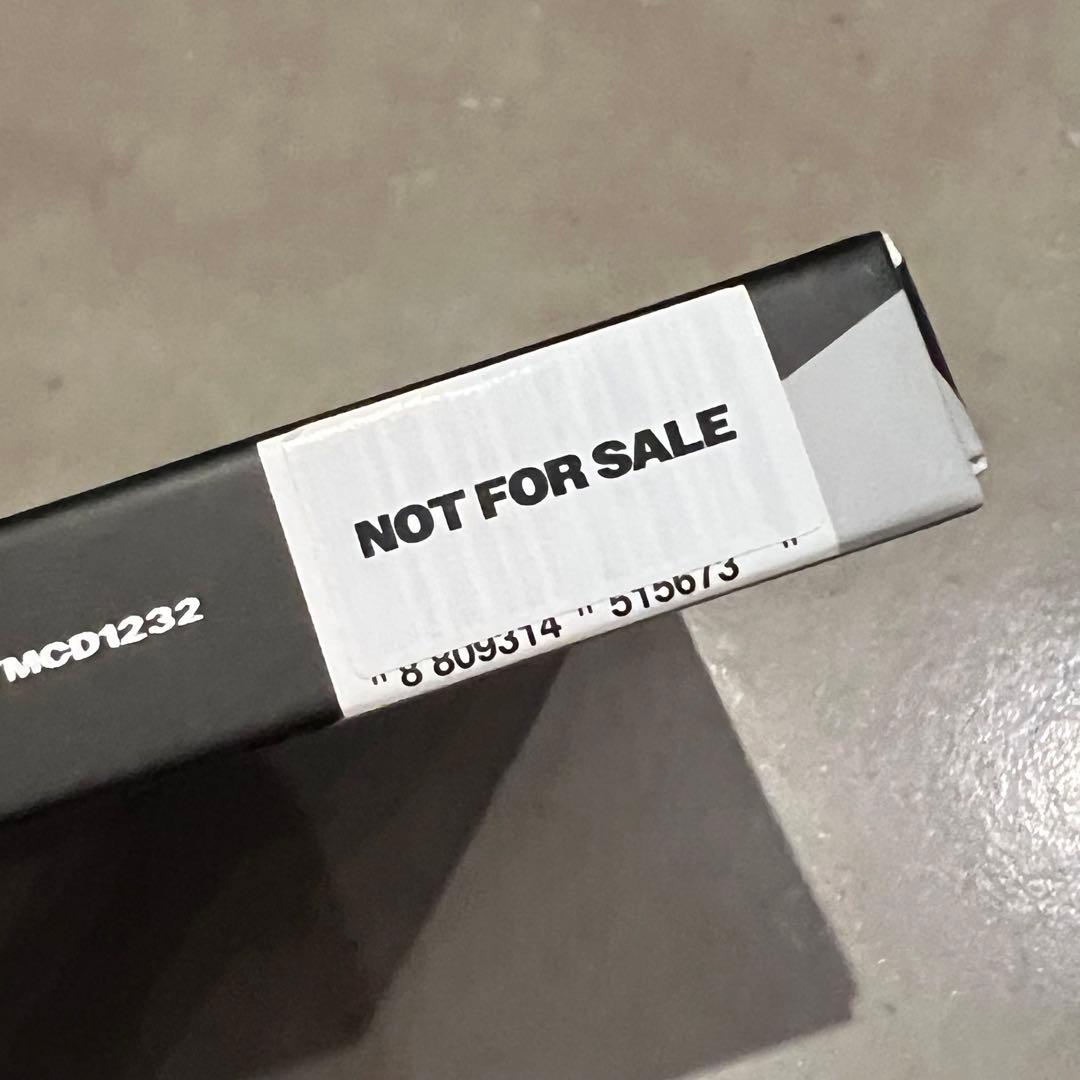 NOT FOR SALE
MCD1232
" 8 809314 " 515673 "